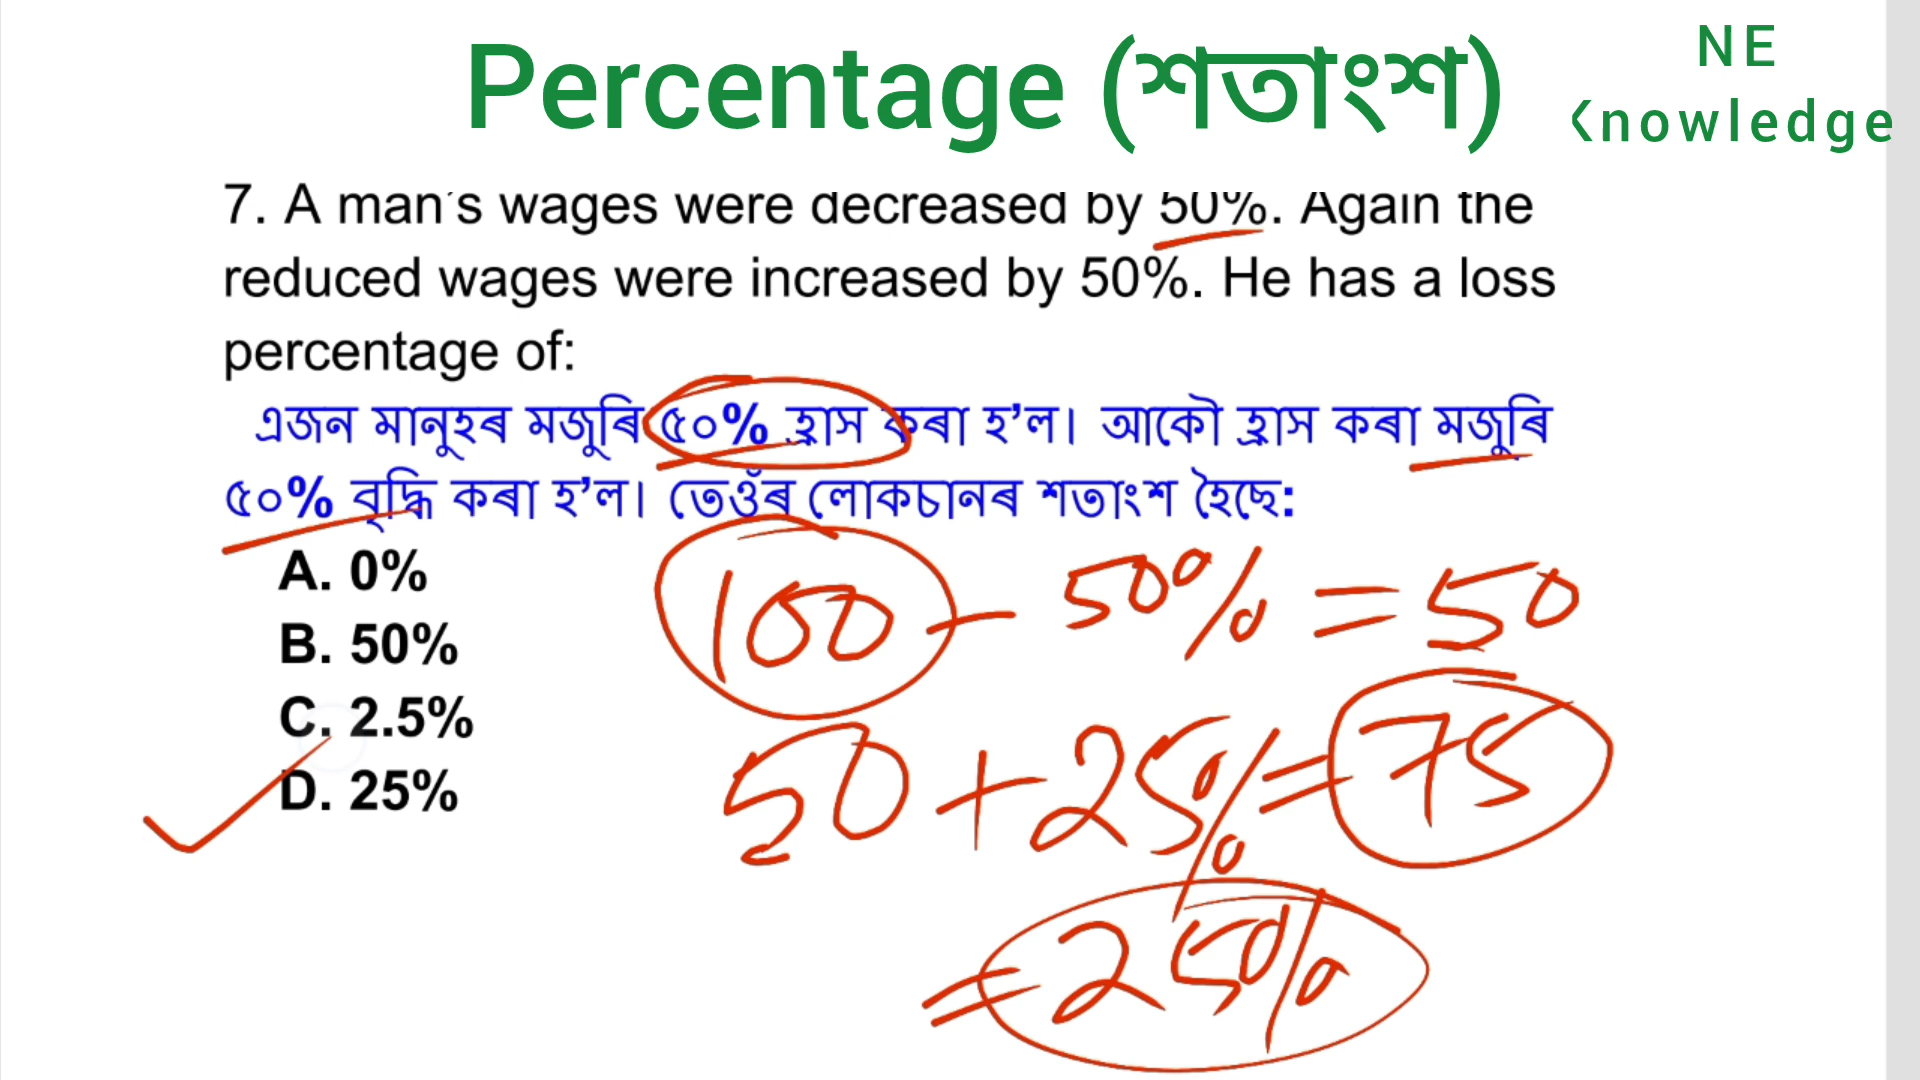 Percentage (শতাংশ)
NE
Knowledge
7. A man's wages were decreased by 50%. Again the
reduced wages were increased by 50%. He has a loss
percentage of:
এজন মানুহৰ মজুৰি ৫০% হ্ৰাস কৰা হ’ল। আকৌ হ্ৰাস কৰা মজুৰি
৫০% বৃদ্ধি কৰা হ’ল। তেওঁৰ লোকচানৰ শতাংশ হৈছে:
A. 0%
B. 50%
C. 2.5%
D. 25%
100 - 50% = 50
50 + 25% = 75
= 25%